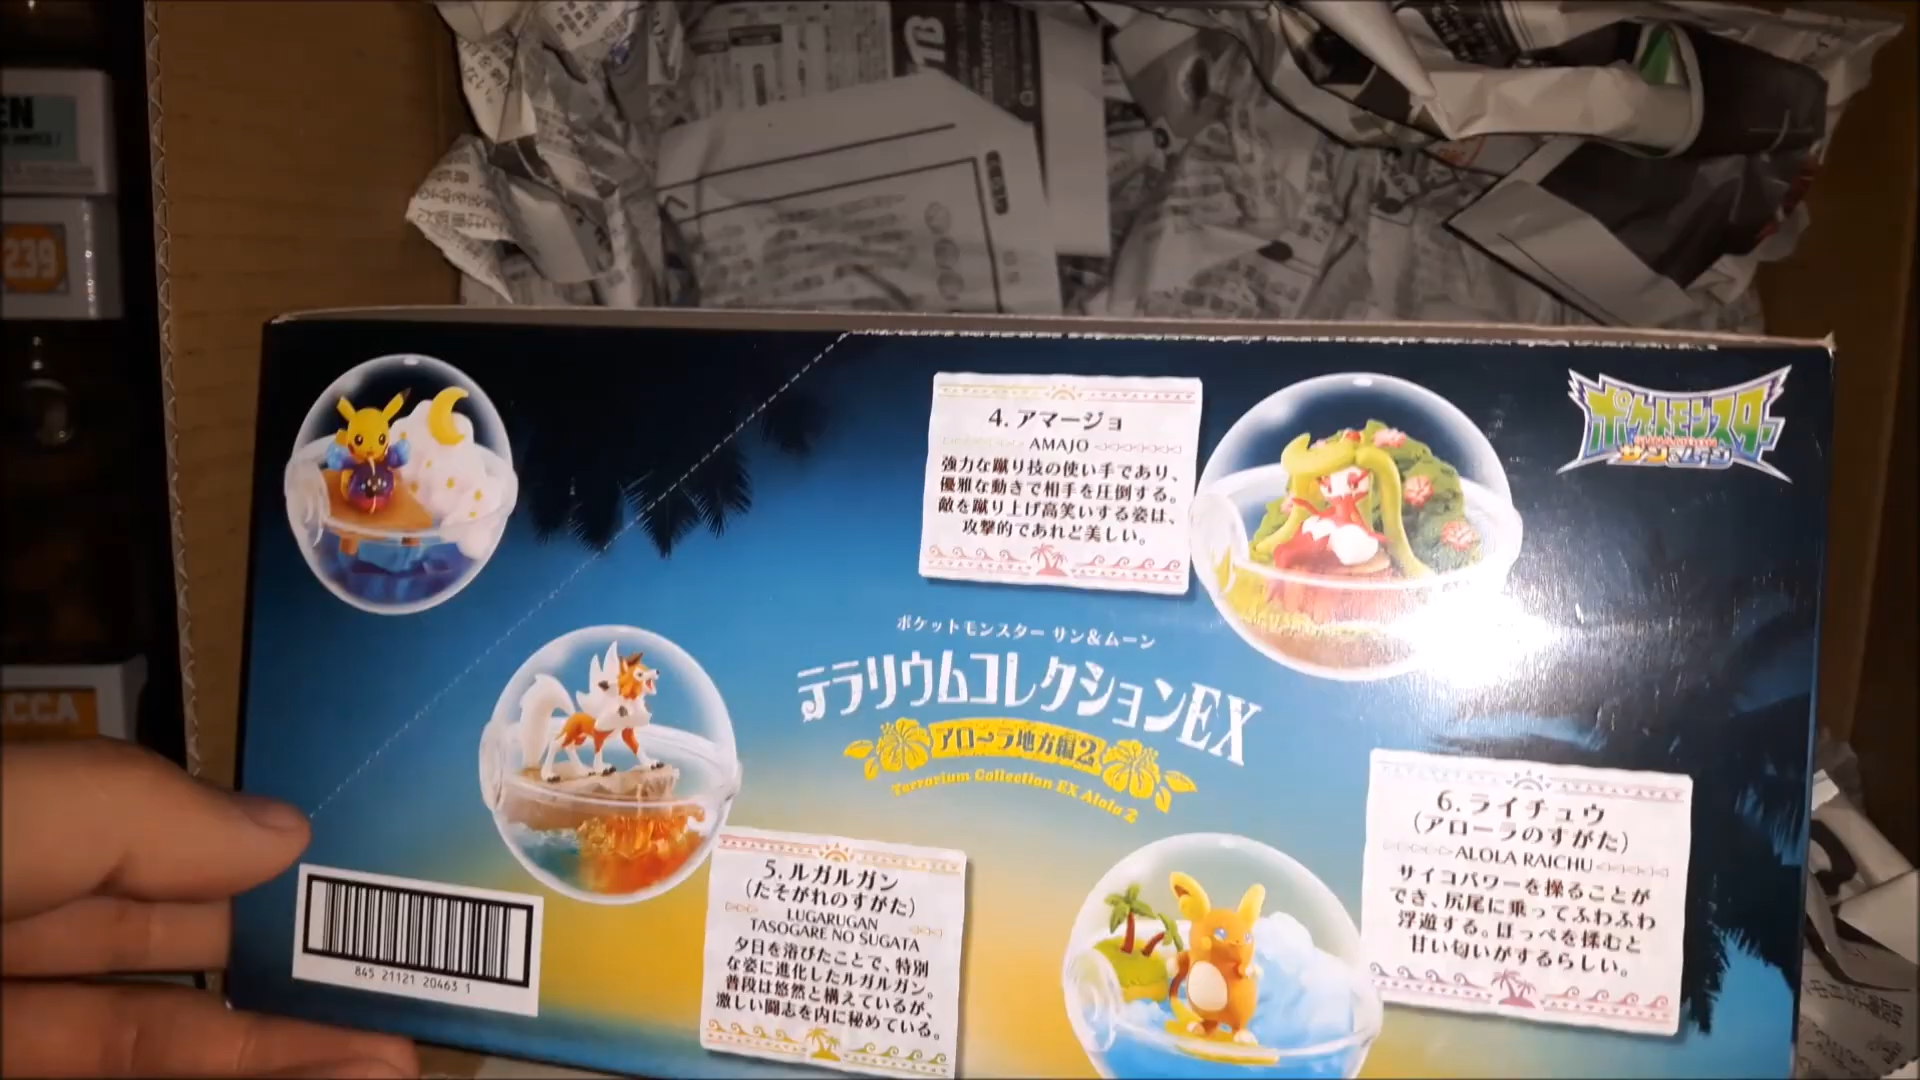 EN
239
CCA
ポケットモンスター
サン&ムーン
4. アマージョ
AMAJO
強力な蹴り技の使い手であり、
優雅な動きで相手を圧倒する。
敵を蹴り上げ高笑いする姿は、
攻撃的であれど美しい。
ポケットモンスター サン&ムーン
テラリウムコレクションEX
アローラ地方編2
Terrarium Collection EX Alola 2
5. ルガルガン
(たそがれのすがた)
LUGARUGAN
TASOGARE NO SUGATA
夕日を浴びたことで、特別
な姿に進化したルガルガン。
普段は悠然と構えているが、
激しい闘志を内に秘めている。
6. ライチュウ
(アローラのすがた)
ALOLA RAICHU
サイコパワーを操ることが
でき、尻尾に乗ってふわふわ
浮遊する。ほっぺを揉むと
甘い匂いがするらしい。
845 21121 20463 1